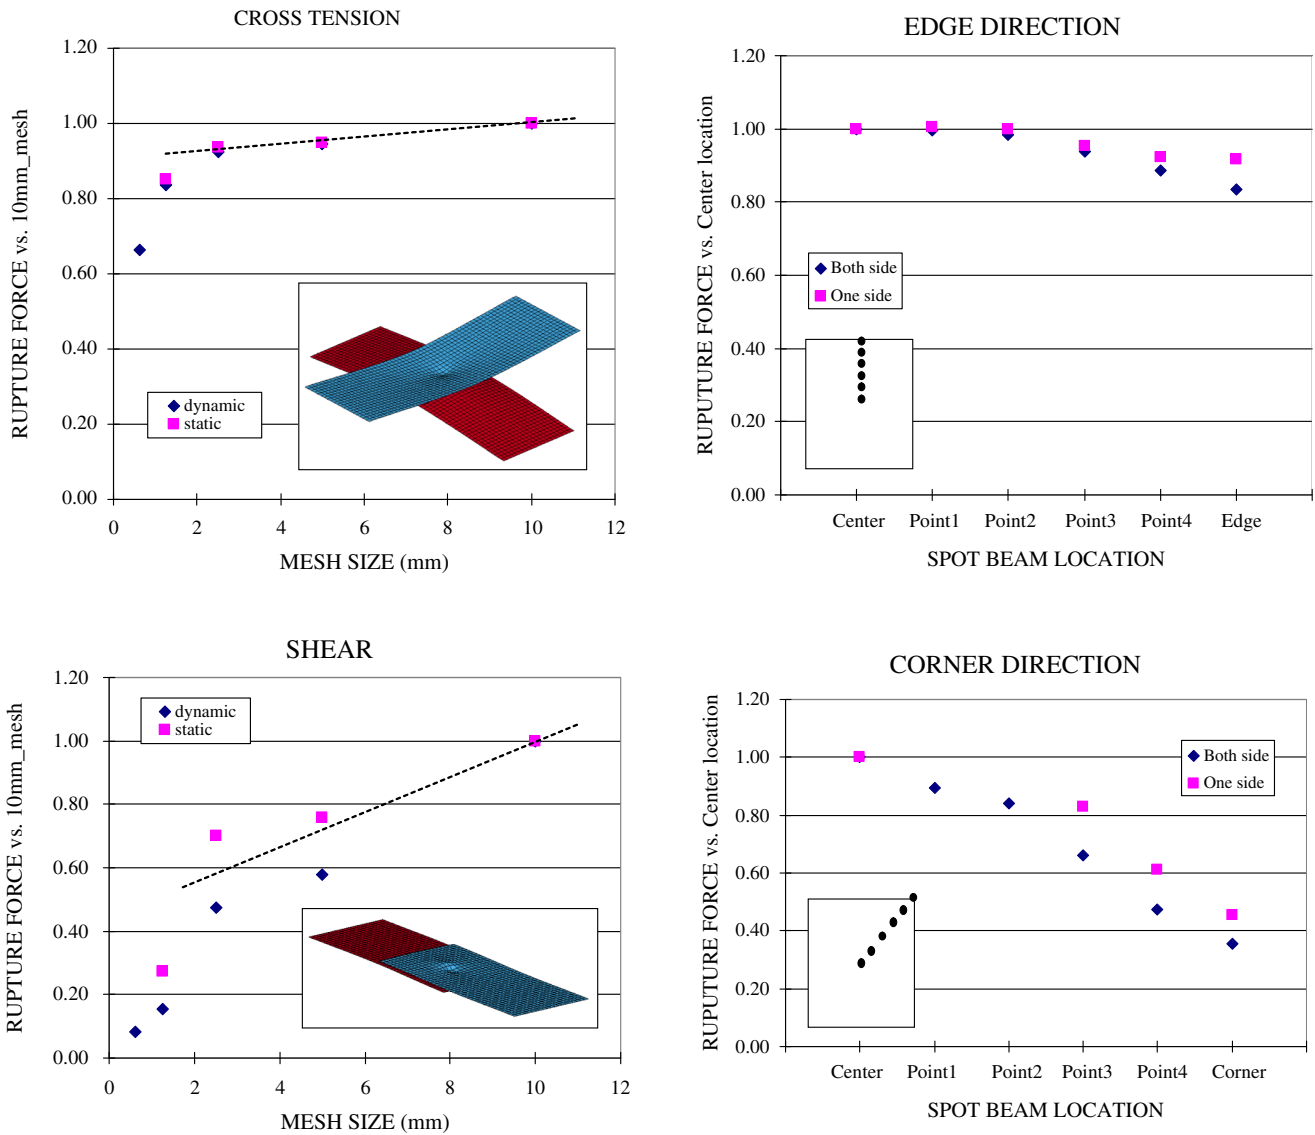 CROSS TENSION
1.20
1.00
0.80
0.60
0.40
0.20
0.00
RUPTURE FORCE vs. 10mm_mesh
dynamic
static
0 2 4 6 8 10 12
MESH SIZE (mm)
EDGE DIRECTION
1.20
1.00
0.80
0.60
0.40
0.20
0.00
RUPUTURE FORCE vs. Center location
Both side
One side
Center Point1 Point2 Point3 Point4 Edge
SPOT BEAM LOCATION
SHEAR
1.20
1.00
0.80
0.60
0.40
0.20
0.00
RUPTURE FORCE vs. 10mm_mesh
dynamic
static
0 2 4 6 8 10 12
MESH SIZE (mm)
CORNER DIRECTION
1.20
1.00
0.80
0.60
0.40
0.20
0.00
RUPUTURE FORCE vs. Center location
Both side
One side
Center Point1 Point2 Point3 Point4 Corner
SPOT BEAM LOCATION